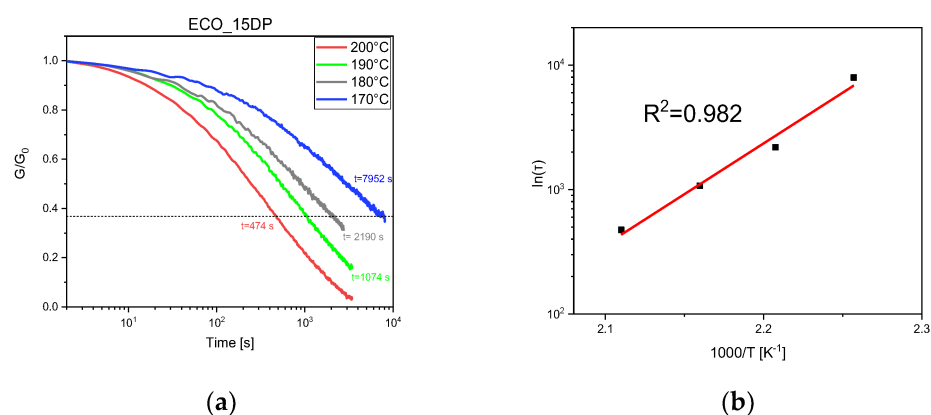 ECO_15DP
200°C
190°C
180°C
170°C
1.0
0.8
0.6
0.4
0.2
0.0
G/G₀
t=7952 s
t=474 s
t= 2190 s
t=1074 s
10¹
10²
10³
10⁴
Time [s]
(a)
10⁴
10³
10²
ln(τ)
R²=0.982
2.1
2.2
2.3
1000/T [K⁻¹]
(b)